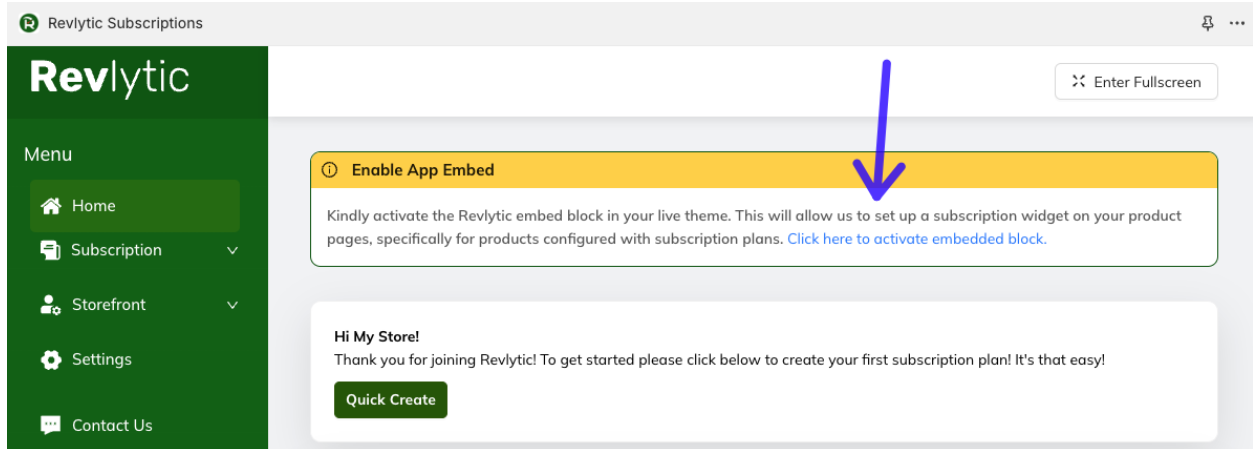 Revlytic Subscriptions
Revlytic
Enter Fullscreen
Menu
Home
Subscription
Storefront
Settings
Contact Us
Enable App Embed
Kindly activate the Revlytic embed block in your live theme. This will allow us to set up a subscription widget on your product
pages, specifically for products configured with subscription plans. Click here to activate embedded block.
Hi My Store!
Thank you for joining Revlytic! To get started please click below to create your first subscription plan! It's that easy!
Quick Create